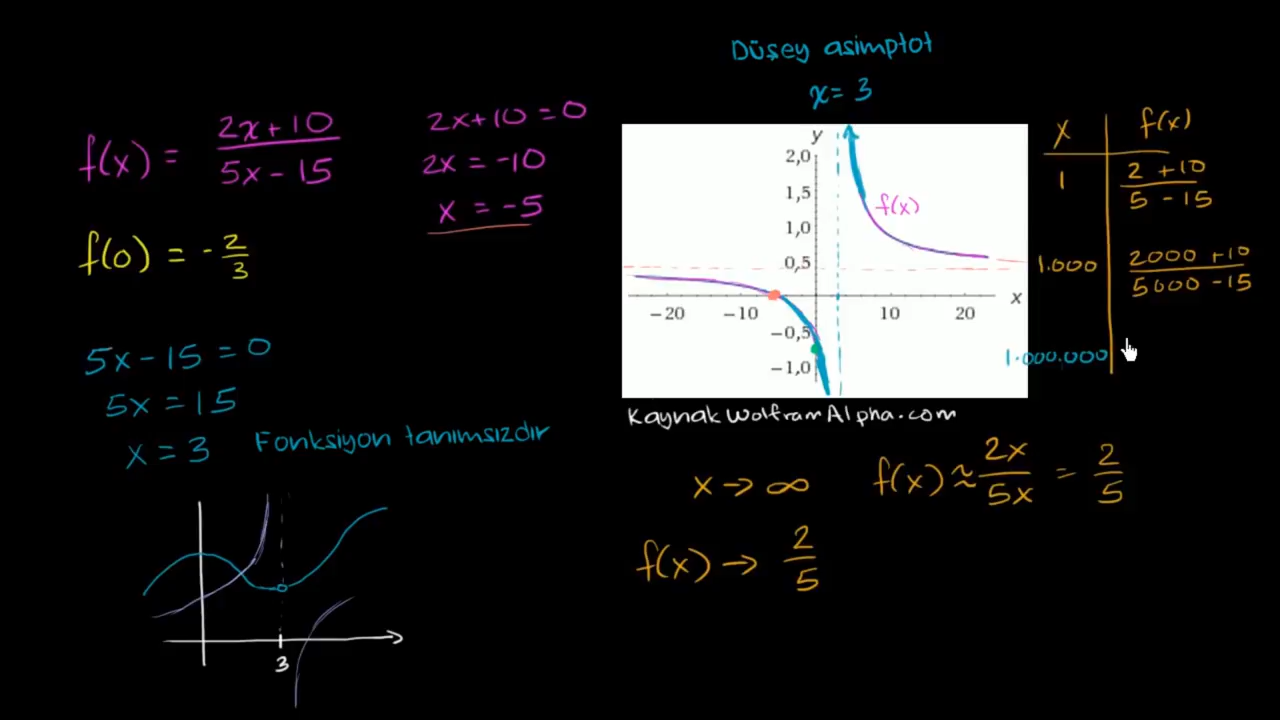 f(x) = (2x+10)/(5x-15)
2x+10=0
2x = -10
x = -5
f(0) = -2/3
5x-15=0
5x=15
x=3 Fonksiyon tanımsızdır
3
Düşey asimptot
x=3
y
2,0
1,5
1,0
0,5
-0,5
-1,0
-20 -10 10 20 x
f(x)
KaynakWolframAlpha.com
x f(x)
1 (2+10)/(5-15)
1.000 (2000+10)/(5000-15)
1.000.000
x→∞ f(x)≈2x/5x = 2/5
f(x)→2/5